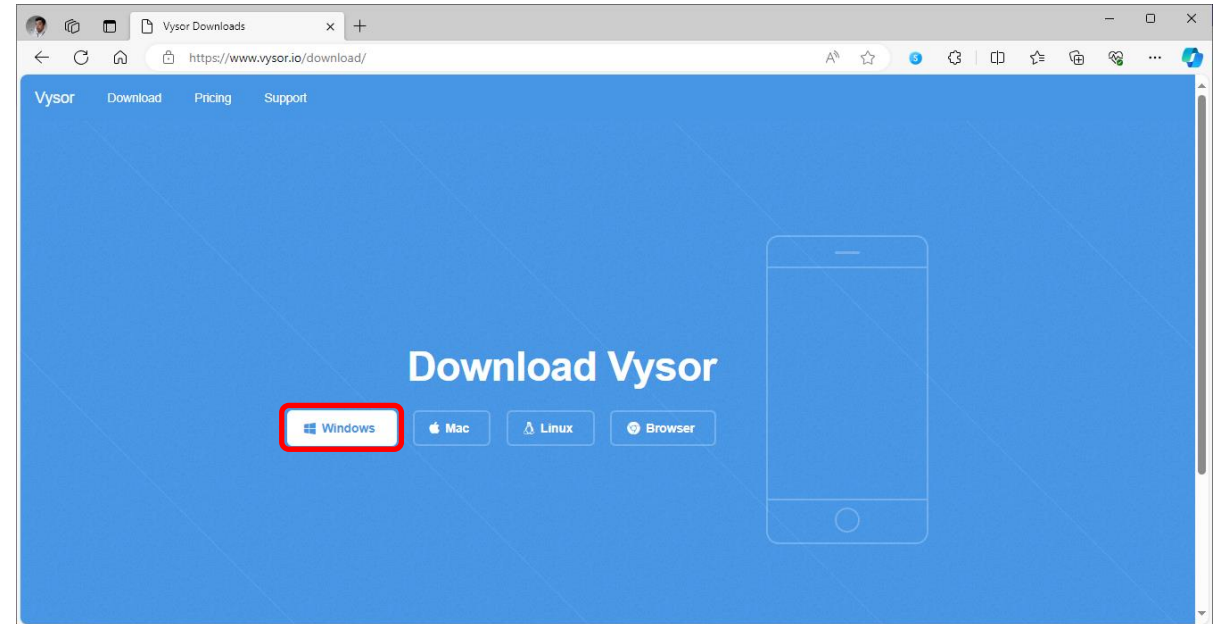 Vysor Downloads
https://www.vysor.io/download/
Vysor Download Pricing Support
Download Vysor
Windows Mac Linux Browser